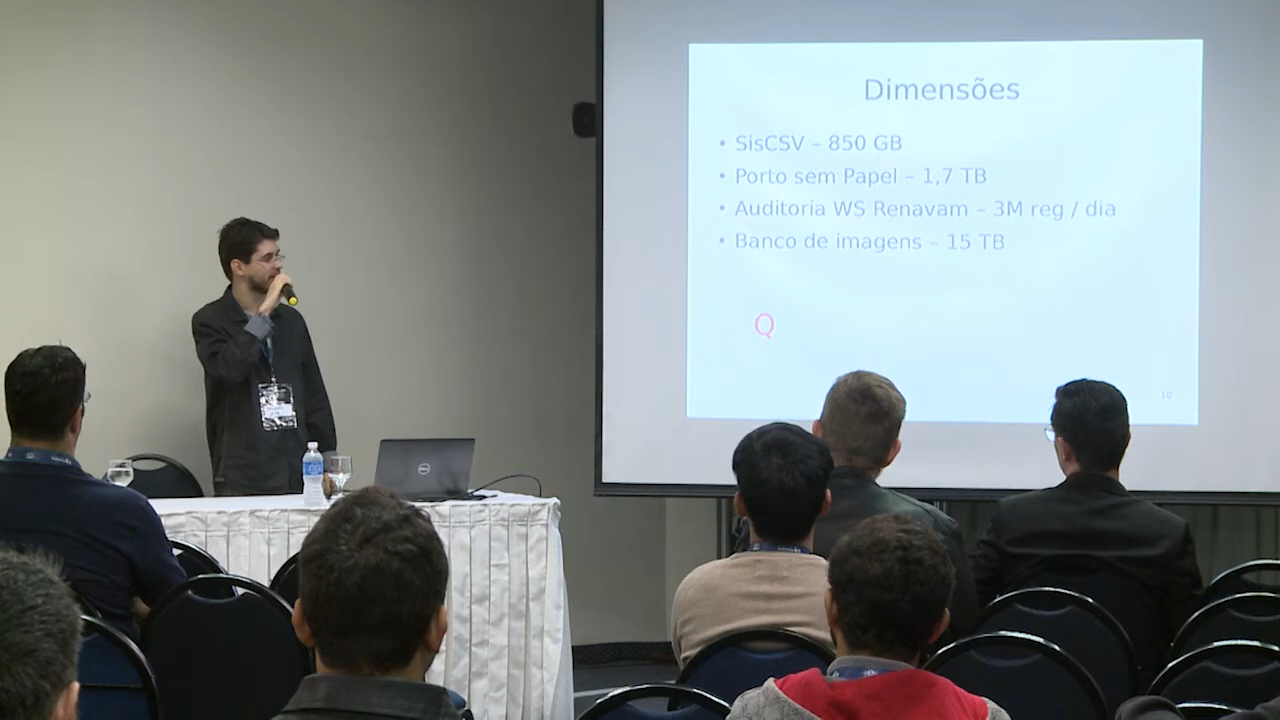 Dimensões
• SisCSV – 850 GB
• Porto sem Papel – 1,7 TB
• Auditoria WS Renavam – 3M reg / dia
• Banco de imagens – 15 TB
Q
10
DELL